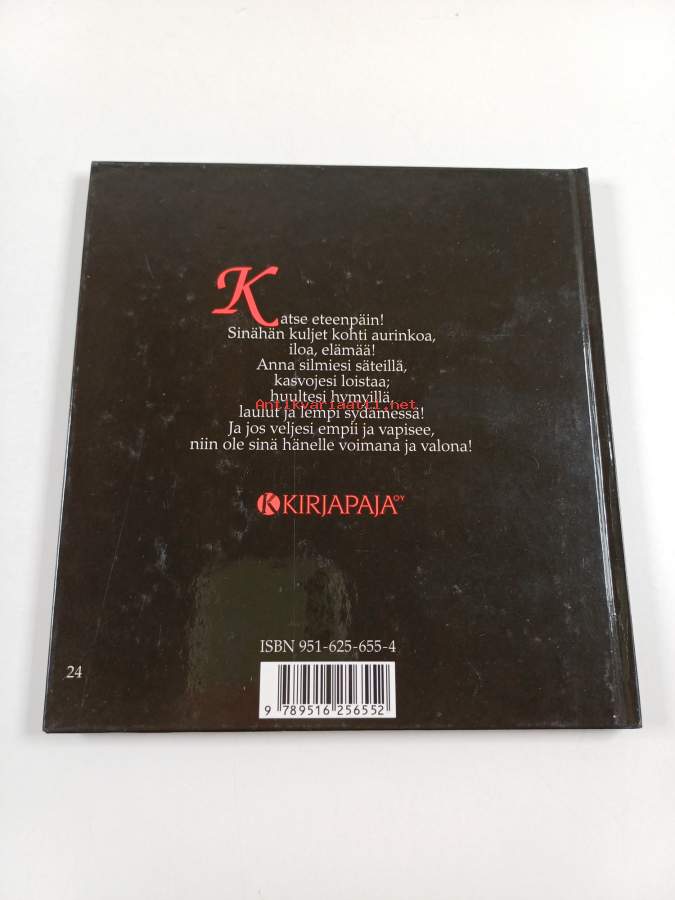 Katse eteenpäin!
Sinähän kuljet kohti aurinkoa,
iloa, elämää!
Anna silmiesi säteillä,
kasvojesi loistaa;
huultesi hymyillä,
Antikvariaatti.net
laulut ja lempi sydämessä!
Ja jos veljesi empii ja vapisee,
niin ole sinä hänelle voimana ja valona!
K KIRJAPAJA OY
ISBN 951-625-655-4
24
9 789516 256552